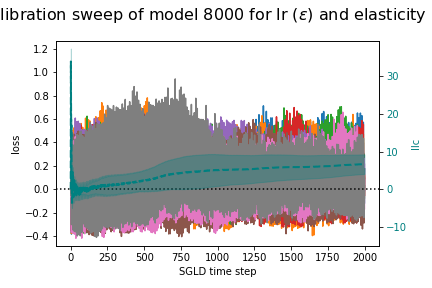 libration sweep of model 8000 for lr (ε) and elasticity
1.2
1.0
0.8
0.6
0.4
0.2
0.0
−0.2
−0.4
loss
30
20
10
0
−10
llc
0 250 500 750 1000 1250 1500 1750 2000
SGLD time step